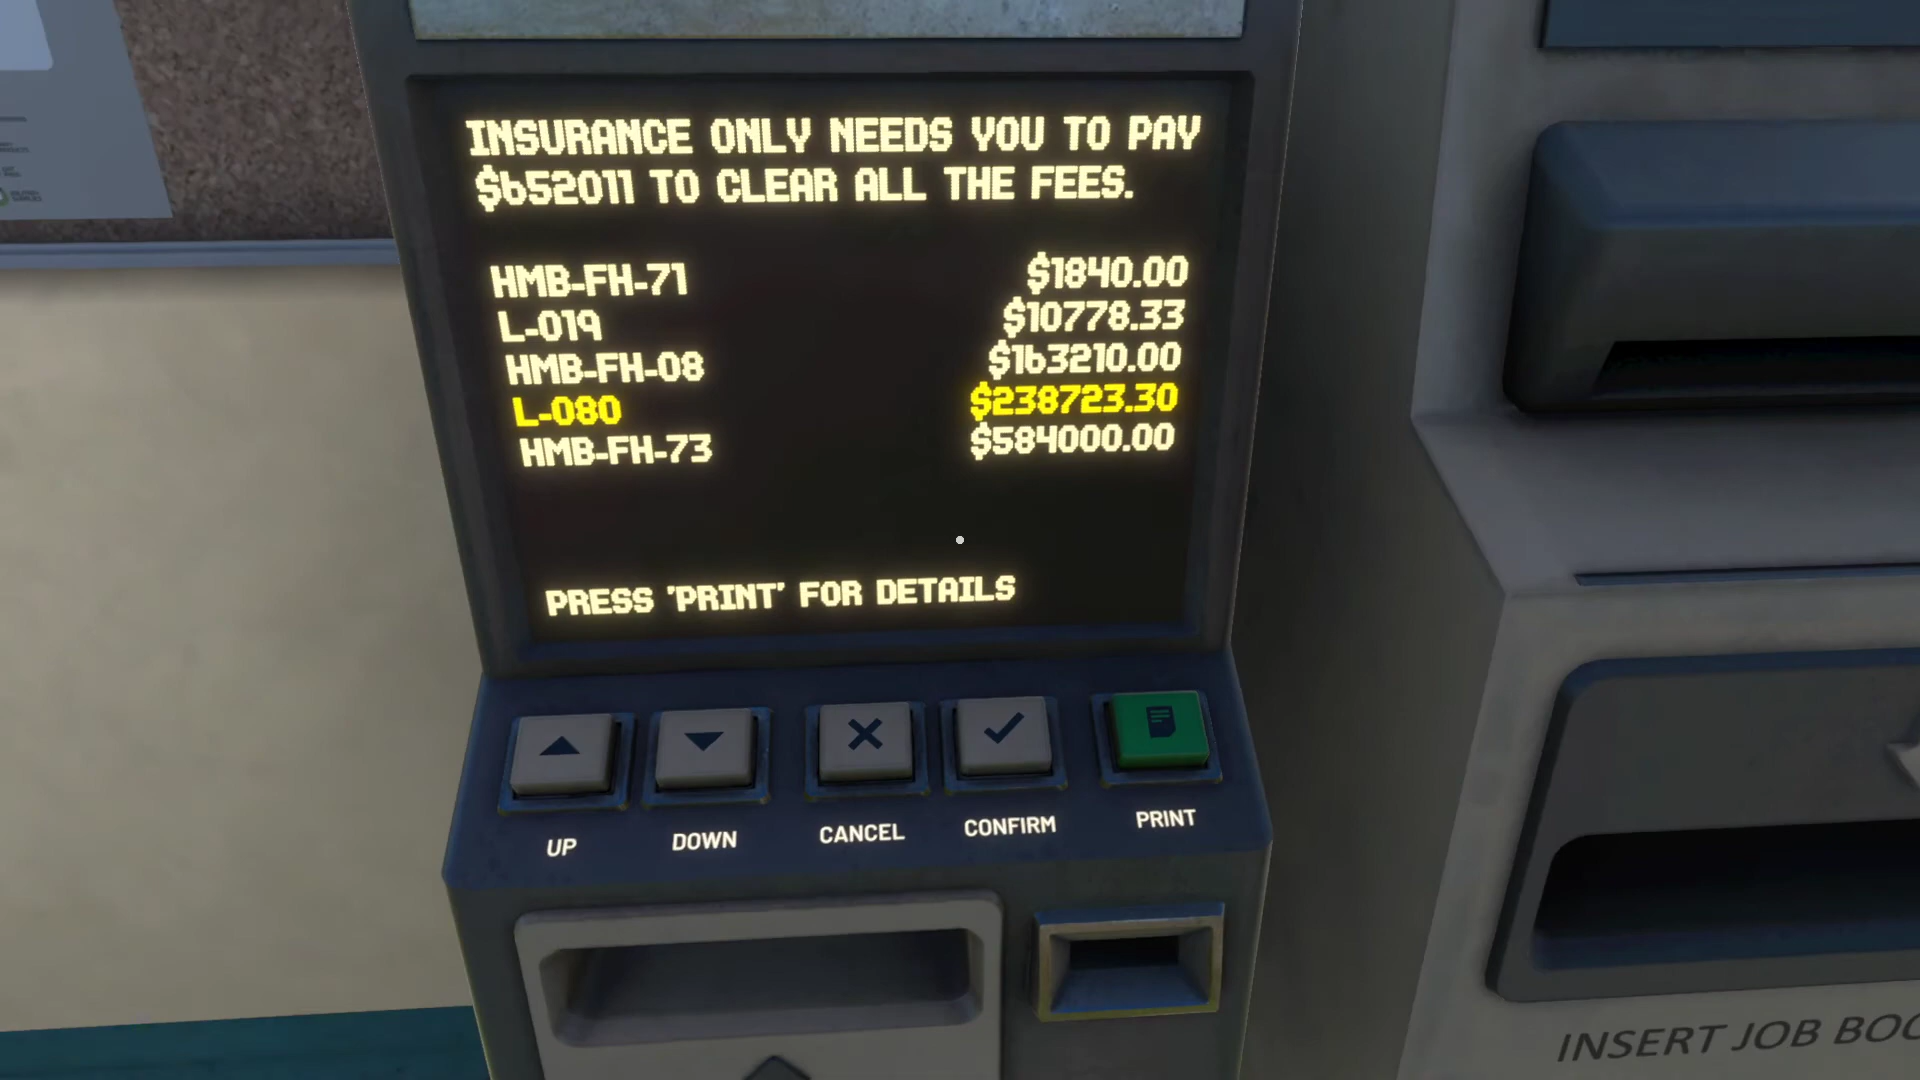 INSURANCE ONLY NEEDS YOU TO PAY
$652011 TO CLEAR ALL THE FEES.
HMB-FH-71 $1840.00
L-019 $10778.33
HMB-FH-08 $163210.00
L-080 $238723.30
HMB-FH-73 $584000.00
PRESS 'PRINT' FOR DETAILS
UP DOWN CANCEL CONFIRM PRINT
INSERT JOB